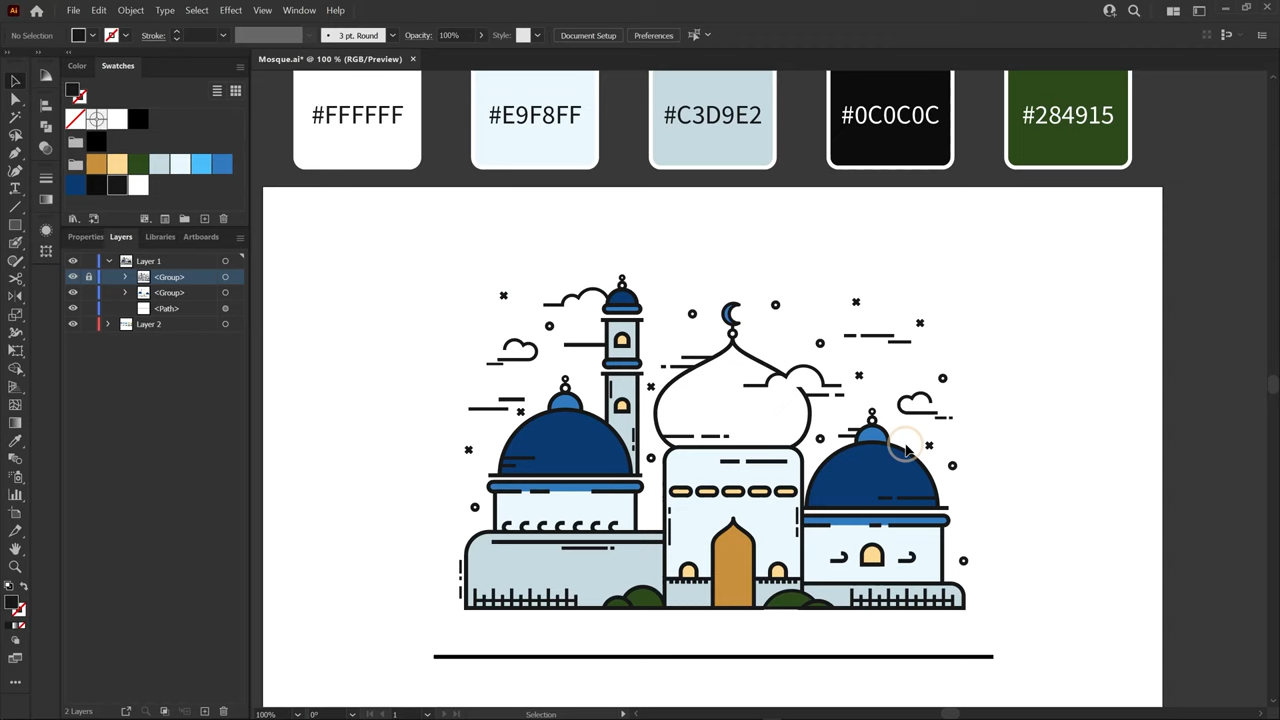 Ai File Edit Object Type Select Effect View Window Help
No Selection Stroke: 3 pt. Round Opacity: 100% Style: Document Setup Preferences
Mosque.ai* @ 100 % (RGB/Preview)
Color Swatches
#FFFFFF #E9F8FF #C3D9E2 #0C0C0C #284915
Properties Layers Libraries Artboards
Layer 1
<Group>
<Group>
<Path>
Layer 2
2 Layers
100% 0° 1 Selection